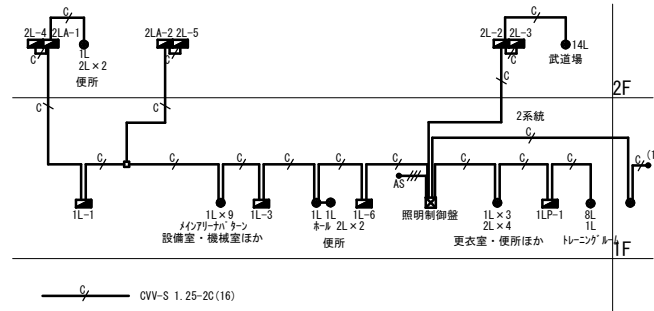 C
C
2L-4 2LA-1
2LA-2 2L-5
2L-2 2L-3
14L
C
C
C
1L
2L×2
便所
武道場
C
2F
C
C
2系統
C
C
C
C
C
C
C
C
C
C
C (1
AS
1L-1
1L×9
1L-3
1L 1L
1L-6
照明制御盤
1L×3
1LP-1
8L
メインアリーナパターン
ホール 2L×2
2L×4
1L
設備室・機械室ほか
便所
更衣室・便所ほか
トレーニングルーム
1F
C
CVV-S 1.25-2C(16)